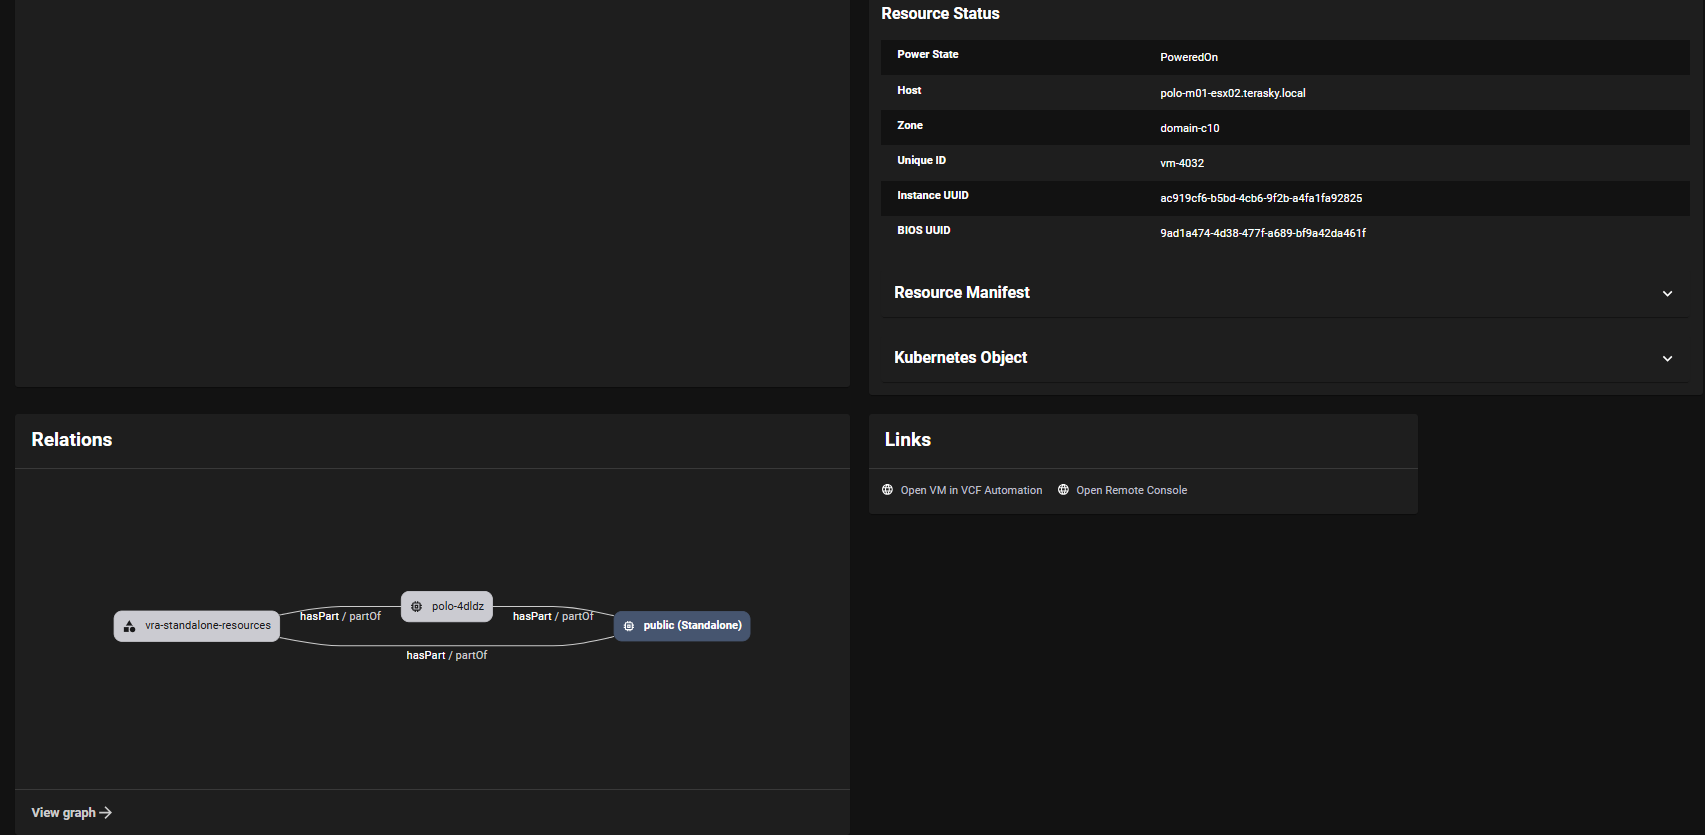 Resource Status
Power State PoweredOn
Host polo-m01-esx02.terasky.local
Zone domain-c10
Unique ID vm-4032
Instance UUID ac919cf6-b5bd-4cb6-9f2b-a4fa1fa92825
BIOS UUID 9ad1a474-4d38-477f-a689-bf9a42da461f
Resource Manifest
Kubernetes Object
Relations
vra-standalone-resources
hasPart / partOf
polo-4dldz
hasPart / partOf
public (Standalone)
hasPart / partOf
View graph
Links
Open VM in VCF Automation
Open Remote Console